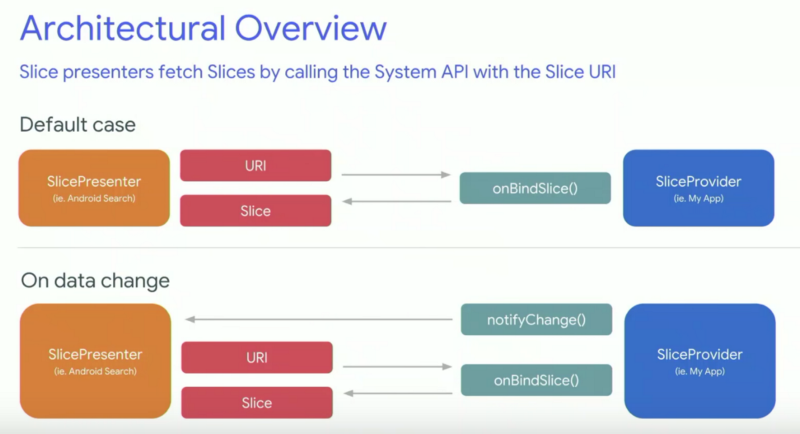 Architectural Overview
Slice presenters fetch Slices by calling the System API with the Slice URI
Default case
SlicePresenter
(ie. Android Search)
URI
Slice
onBindSlice()
SliceProvider
(ie. My App)
On data change
SlicePresenter
(ie. Android Search)
notifyChange()
URI
Slice
onBindSlice()
SliceProvider
(ie. My App)